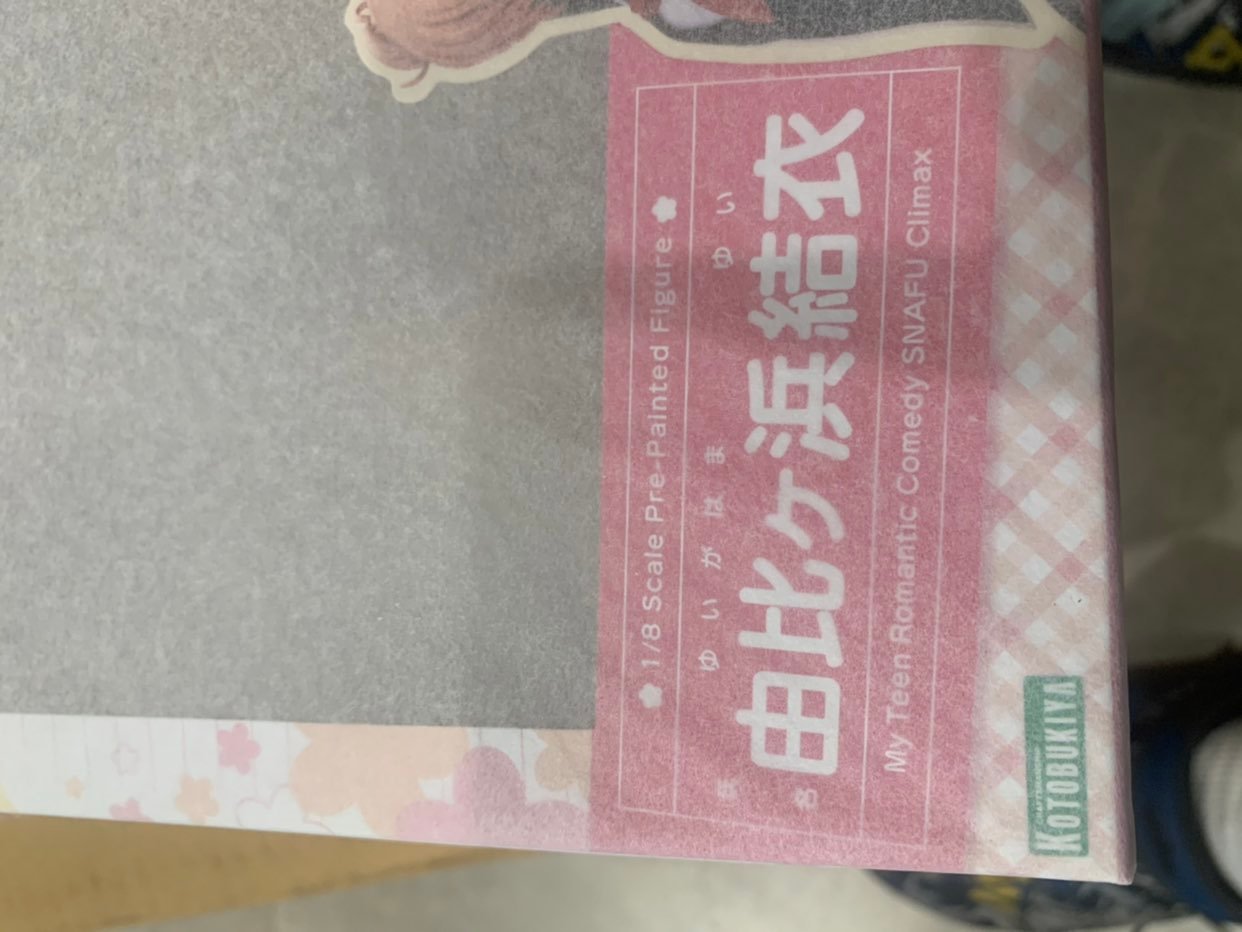 1/8 Scale Pre-Painted Figure
ゆいがはま ゆい
由比ヶ浜結衣
My Teen Romantic Comedy SNAFU Climax
KOTOBUKIYA